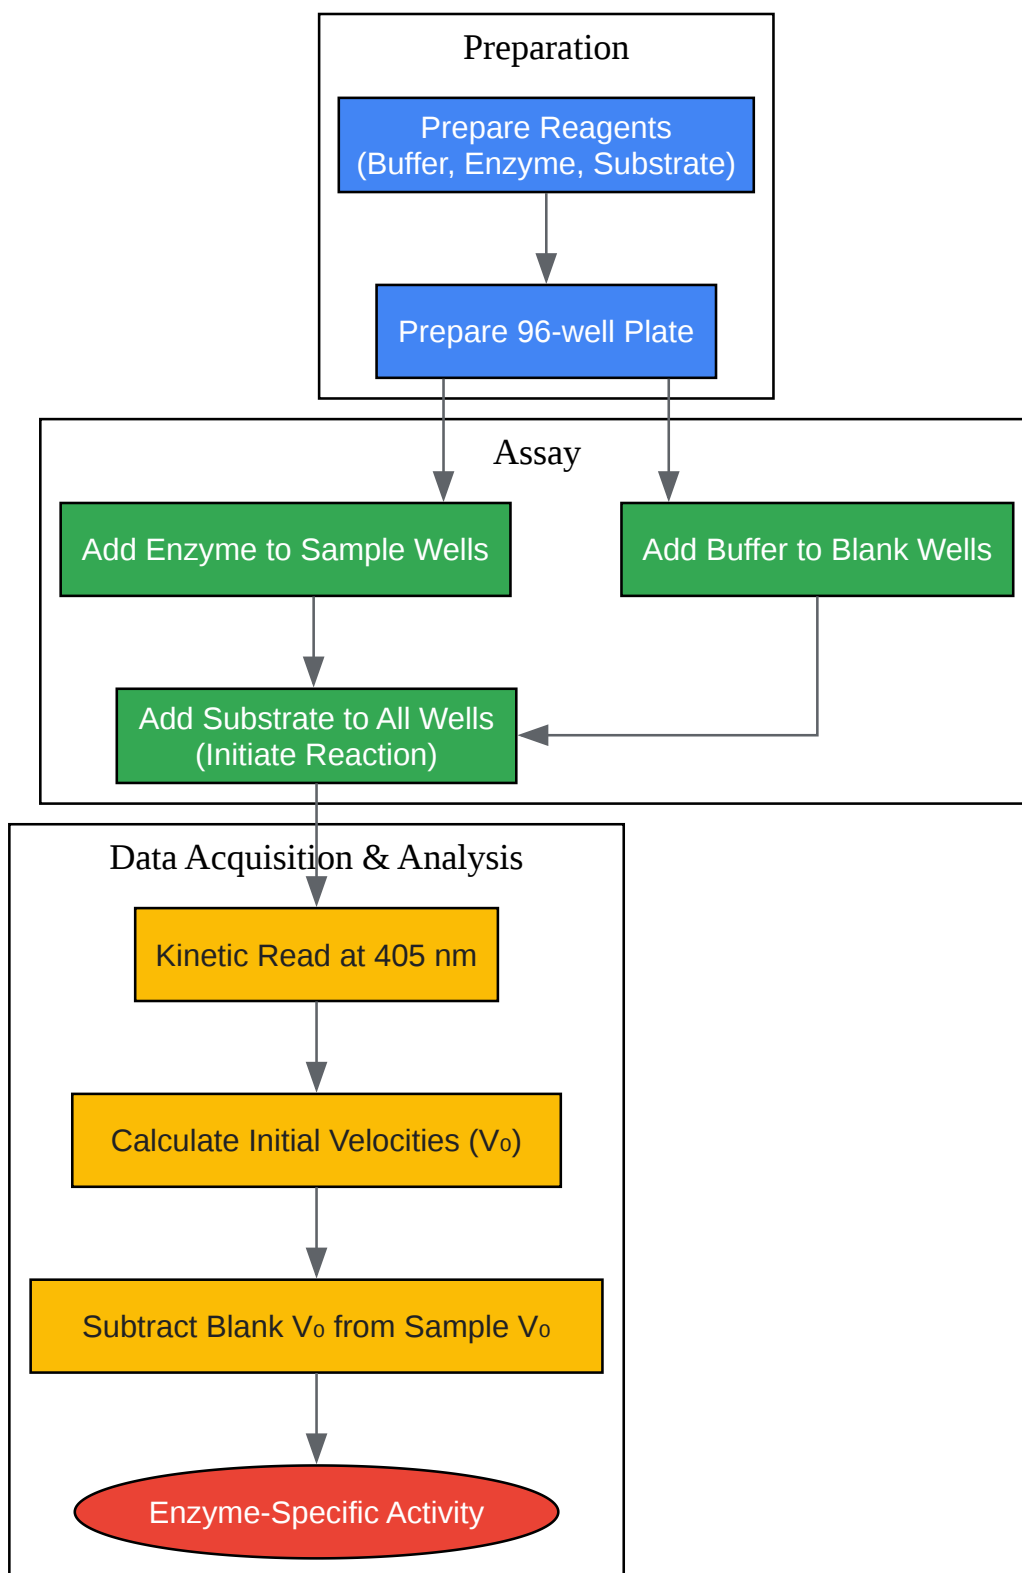 Preparation
Prepare Reagents
(Buffer, Enzyme, Substrate)
Prepare 96-well Plate
Assay
Add Enzyme to Sample Wells
Add Buffer to Blank Wells
Add Substrate to All Wells
(Initiate Reaction)
Data Acquisition & Analysis
Kinetic Read at 405 nm
Calculate Initial Velocities (V₀)
Subtract Blank V₀ from Sample V₀
Enzyme-Specific Activity